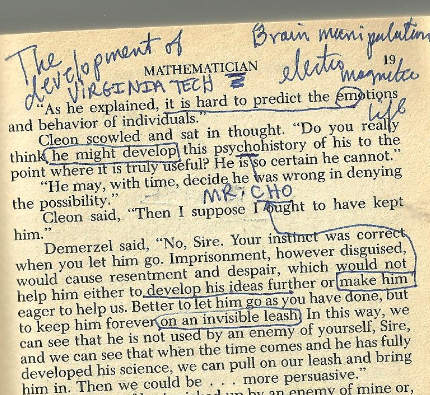 The development of
VIRGINIA TECH
Brain manipulation
electro magnetic
life
MATHEMATICIAN
19
"As he explained, it is hard to predict the emotions
and behavior of individuals."
Cleon scowled and sat in thought. "Do you really
think he might develop this psychohistory of his to the
point where it is truly useful? He is so certain he cannot."
"He may, with time, decide he was wrong in denying
the possibility."
MR CHO
Cleon said, "Then I suppose I ought to have kept
him."
Demerzel said, "No, Sire. Your instinct was correct
when you let him go. Imprisonment, however disguised,
would cause resentment and despair, which would not
help him either to develop his ideas further or make him
eager to help us. Better to let him go as you have done, but
to keep him forever on an invisible leash. In this way, we
can see that he is not used by an enemy of yourself, Sire,
and we can see that when the time comes and he has fully
developed his science, we can pull on our leash and bring
him in. Then we could be . . . more persuasive."
up by an enemy of mine or,